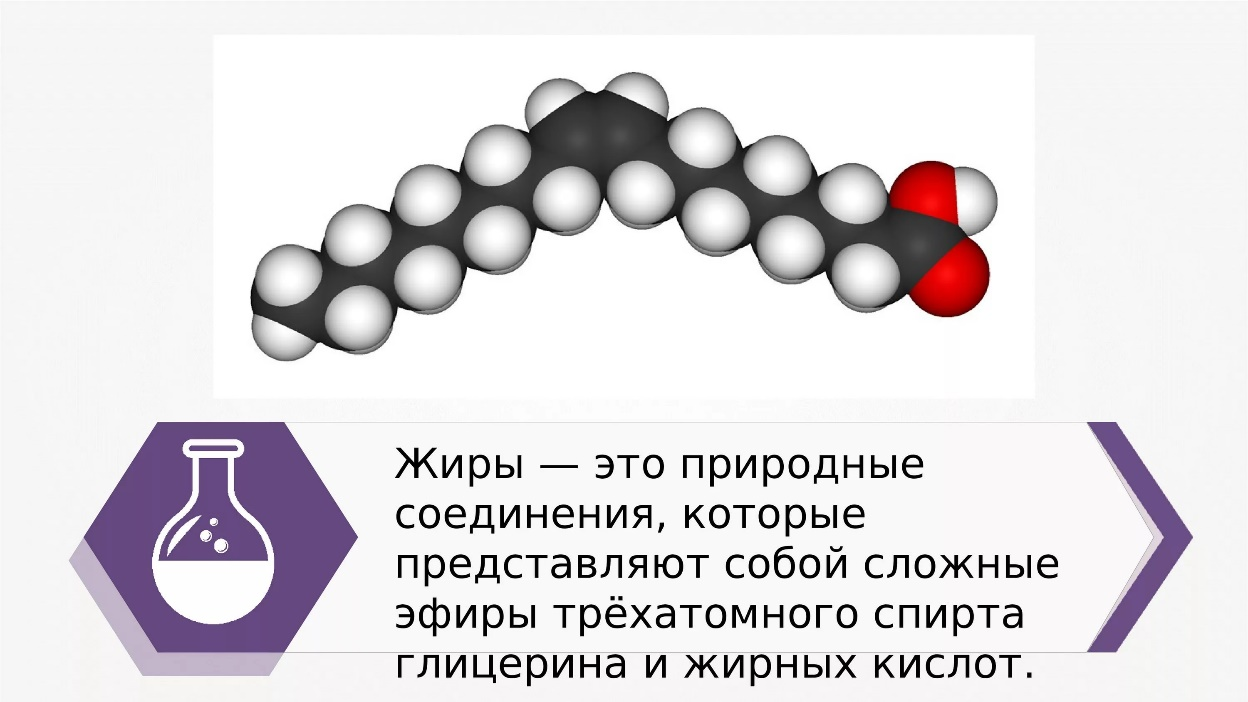 Жиры — это природные
соединения, которые
представляют собой сложные
эфиры трёхатомного спирта
глицерина и жирных кислот.